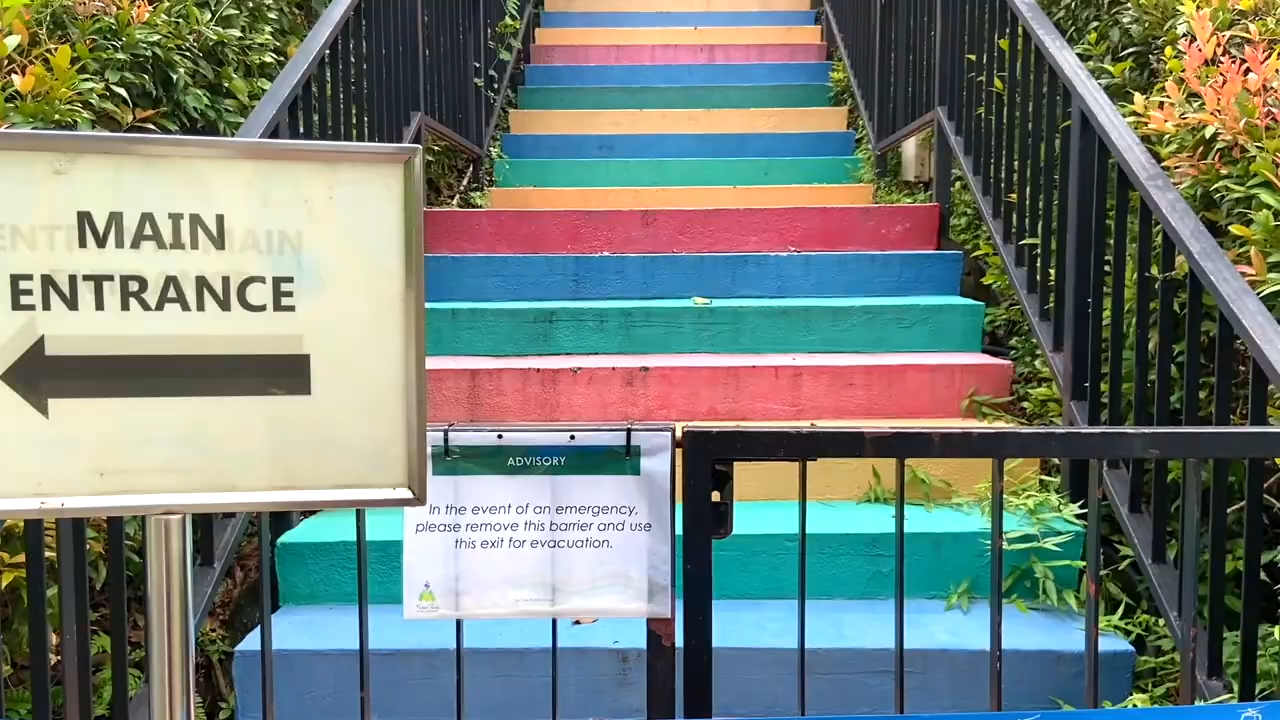 MAIN
ENTRANCE
ADVISORY
In the event of an emergency,
please remove this barrier and use
this exit for evacuation.